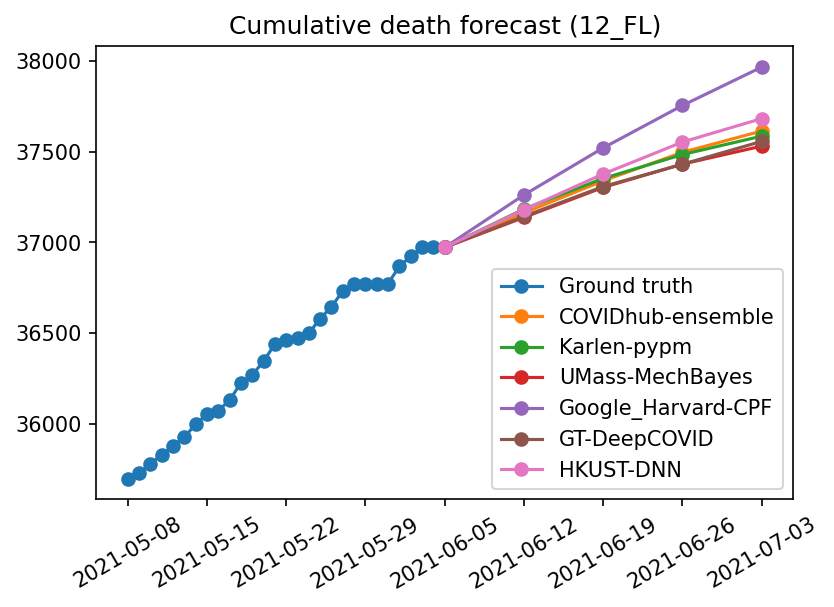 Cumulative death forecast (12_FL)
38000
37500
37000
36500
36000
Ground truth
COVIDhub-ensemble
Karlen-pypm
UMass-MechBayes
Google_Harvard-CPF
GT-DeepCOVID
HKUST-DNN
2021-05-08
2021-05-15
2021-05-22
2021-05-29
2021-06-05
2021-06-12
2021-06-19
2021-06-26
2021-07-03